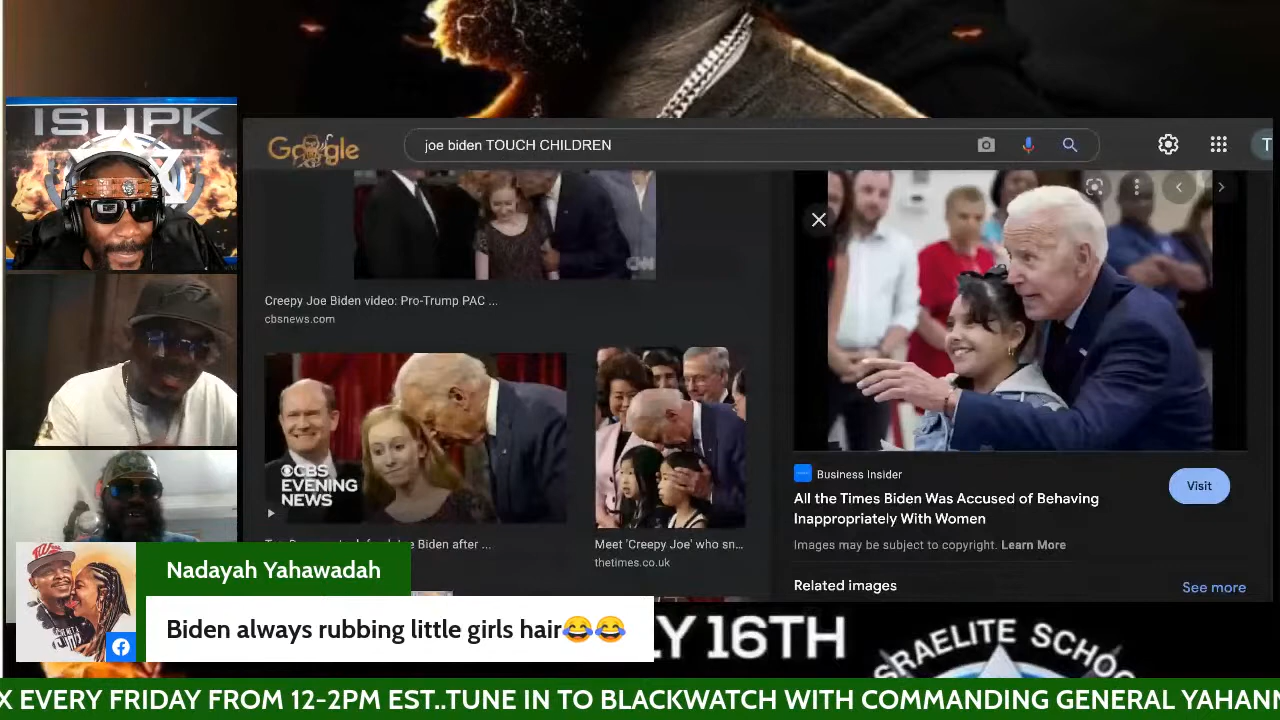 ISUPK
Google
joe biden TOUCH CHILDREN
T
CNN
Creepy Joe Biden video: Pro-Trump PAC ...
cbsnews.com
CBS
EVENING
NEWS
Biden after ...
Meet 'Creepy Joe' who sn...
thetimes.co.uk
Business Insider
Visit
All the Times Biden Was Accused of Behaving
Inappropriately With Women
Images may be subject to copyright. Learn More
Related images
See more
Nadayah Yahawadah
Biden always rubbing little girls hair😂😂
Y 16TH
SRAELITE SCHOO
X EVERY FRIDAY FROM 12-2PM EST..TUNE IN TO BLACKWATCH WITH COMMANDING GENERAL YAHANN